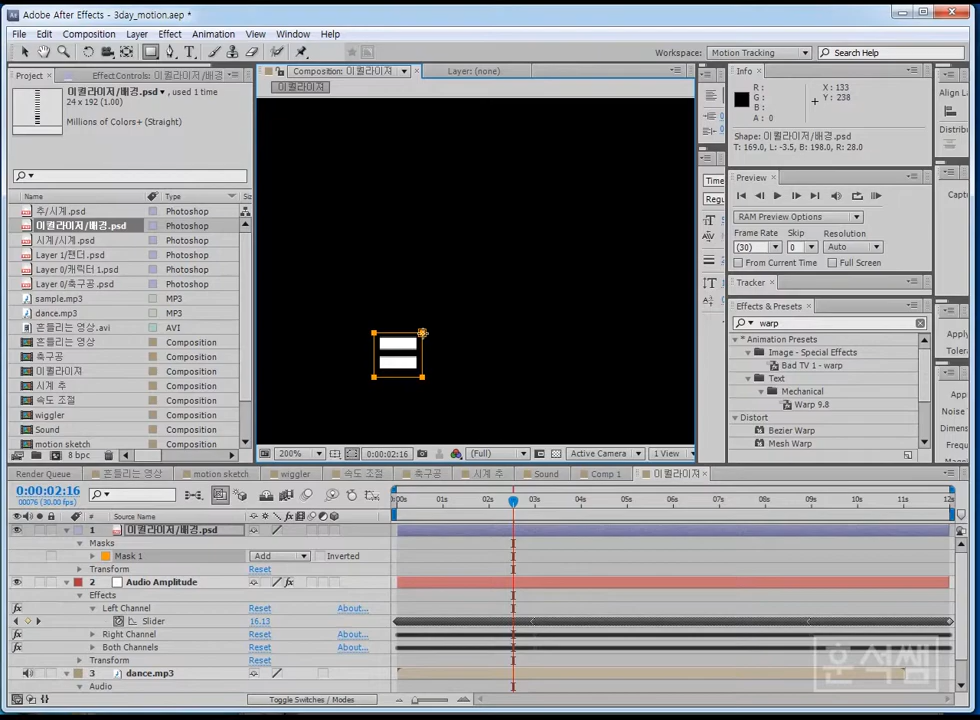 Adobe After Effects - 3day_motion.aep *
File Edit Composition Layer Effect Animation View Window Help
Workspace: Motion Tracking Search Help
Project EffectControls: 이퀄라이저/배경
이퀄라이저/배경.psd▼ , used 1 time
24 x 192 (1.00)
Millions of Colors+ (Straight)
Name Type Si
추/시계.psd Photoshop
이퀄라이저/배경.psd Photoshop
시계/시계.psd Photoshop
Layer 1/팬더.psd Photoshop
Layer 0/캐릭터 1.psd Photoshop
Layer 0/축구공.psd Photoshop
sample.mp3 MP3
dance.mp3 MP3
흔들리는 영상.avi AVI
흔들리는 영상 Composition
축구공 Composition
이퀄라이저 Composition
시계 추 Composition
속도 조절 Composition
wiggler Composition
Sound Composition
motion sketch Composition
8 bpc
Composition: 이퀄라이저 Layer: (none)
이퀄라이저
200% 0:00:02:16 (Full) Active Camera 1 View
Time
Regu
Info
R :
G :
B :
A : 0
X : 133
Y : 238
Shape: 이퀄라이저/배경.psd
T: 169.0, L: -3.5, B: 198.0, R: 28.0
Preview
RAM Preview Options
Frame Rate Skip Resolution
(30) 0 Auto
From Current Time Full Screen
Tracker
Effects & Presets
warp
* Animation Presets
Image - Special Effects
Bad TV 1 - warp
Text
Mechanical
Warp 9.8
Distort
Bezier Warp
Mesh Warp
Align La
Align
Distri
Captu
Appl
Toler
Appl
Noise
App
Render Queue 흔들리는 영상 motion sketch wiggler 속도 조절 축구공 시계 추 Sound Comp 1 이퀄라이저
0:00:02:16
00076 (30.00 fps)
:00s 01s 02s 03s 04s 05s 06s 07s 08s 09s 10s 11s 12s
# Source Name
1 이퀄라이저/배경.psd
Masks
Mask 1 Add Inverted
Transform Reset
2 Audio Amplitude
Effects
Left Channel Reset About...
Slider 16.13
Right Channel Reset About...
Both Channels Reset About...
Transform Reset
3 dance.mp3
Audio
Toggle Switches / Modes
훈석쌤